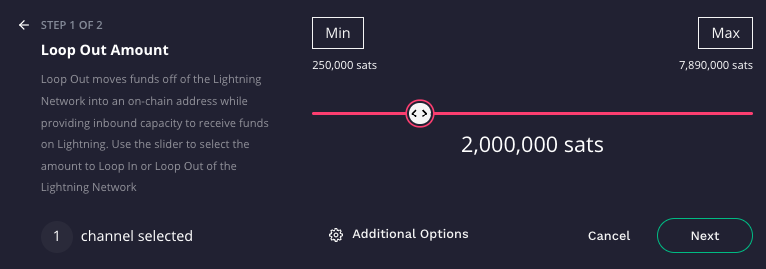 STEP 1 OF 2
Loop Out Amount
Loop Out moves funds off of the Lightning
Network into an on-chain address while
providing inbound capacity to receive funds
on Lightning. Use the slider to select the
amount to Loop In or Loop Out of the
Lightning Network
Min
Max
250,000 sats
7,890,000 sats
2,000,000 sats
1 channel selected
Additional Options
Cancel
Next